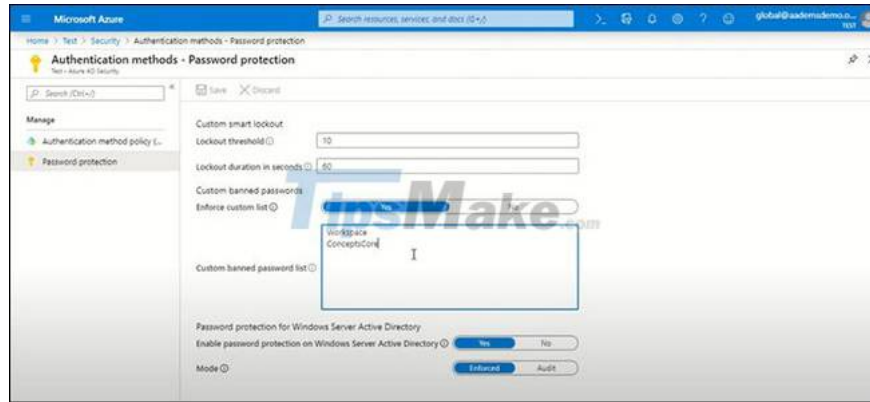 Microsoft Azure
Search resources, services, and docs (G+/)
global@aademsdemo.o...
TEST
Home > Test > Security > Authentication methods - Password protection
Authentication methods - Password protection
Test - Azure AD Security
Search (Ctrl+/)
Save Discard
Manage
Authentication method policy (...
Password protection
Custom smart lockout
Lockout threshold 10
Lockout duration in seconds 60
Custom banned passwords
Enforce custom list Yes No
TipsMake.com
Workspace
ConceptsCore
Custom banned password list
Password protection for Windows Server Active Directory
Enable password protection on Windows Server Active Directory Yes No
Mode Enforced Audit